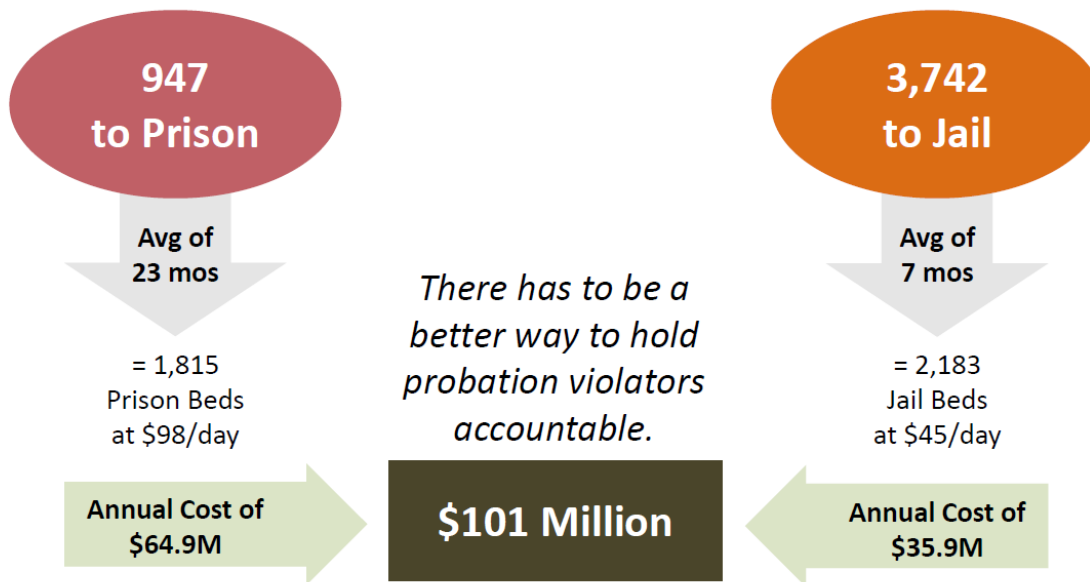 947
to Prison
Avg of
23 mos
= 1,815
Prison Beds
at $98/day
Annual Cost of
$64.9M
There has to be a
better way to hold
probation violators
accountable.
$101 Million
3,742
to Jail
Avg of
7 mos
= 2,183
Jail Beds
at $45/day
Annual Cost of
$35.9M